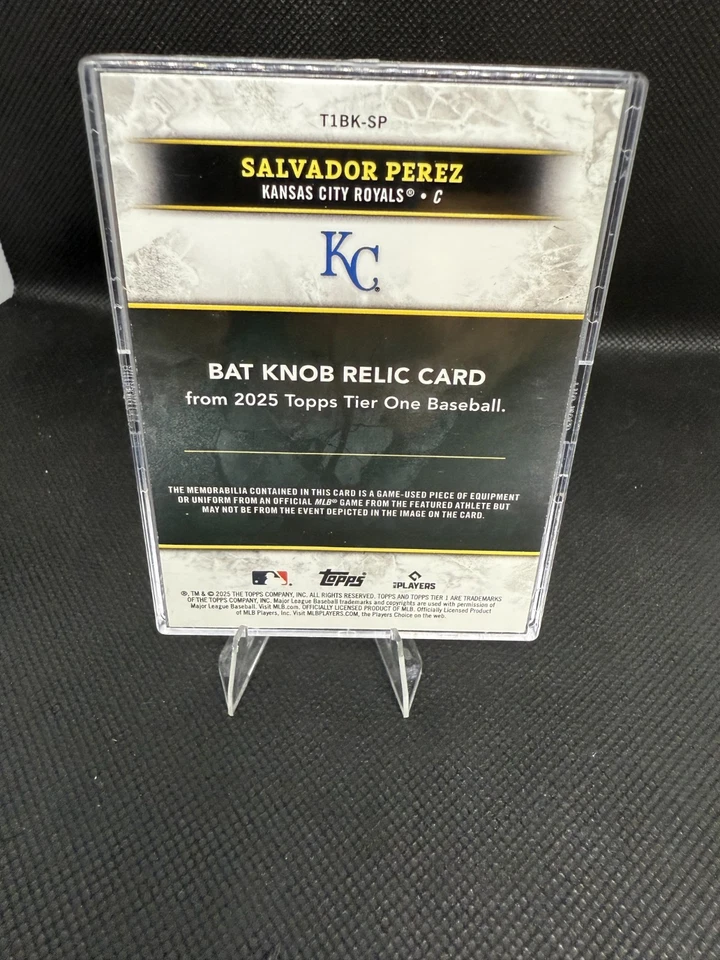 T1BK-SP
SALVADOR PEREZ
KANSAS CITY ROYALS® • C
KC®
BAT KNOB RELIC CARD
from 2025 Topps Tier One Baseball.
THE MEMORABILIA CONTAINED IN THIS CARD IS A GAME-USED PIECE OF EQUIPMENT
OR UNIFORM FROM AN OFFICIAL MLB® GAME FROM THE FEATURED ATHLETE BUT
MAY NOT BE FROM THE EVENT DEPICTED IN THE IMAGE ON THE CARD.
Topps
MLB PLAYERS
®, TM & © 2025 THE TOPPS COMPANY, INC. ALL RIGHTS RESERVED. TOPPS AND TOPPS TIER 1 ARE TRADEMARKS
OF THE TOPPS COMPANY, INC. Major League Baseball trademarks and copyrights are used with permission of
Major League Baseball. Visit MLB.com. OFFICIALLY LICENSED PRODUCT OF MLB. Officially Licensed Product
of MLB Players, Inc. Visit MLBPLAYERS.COM, the Players Choice on the web.